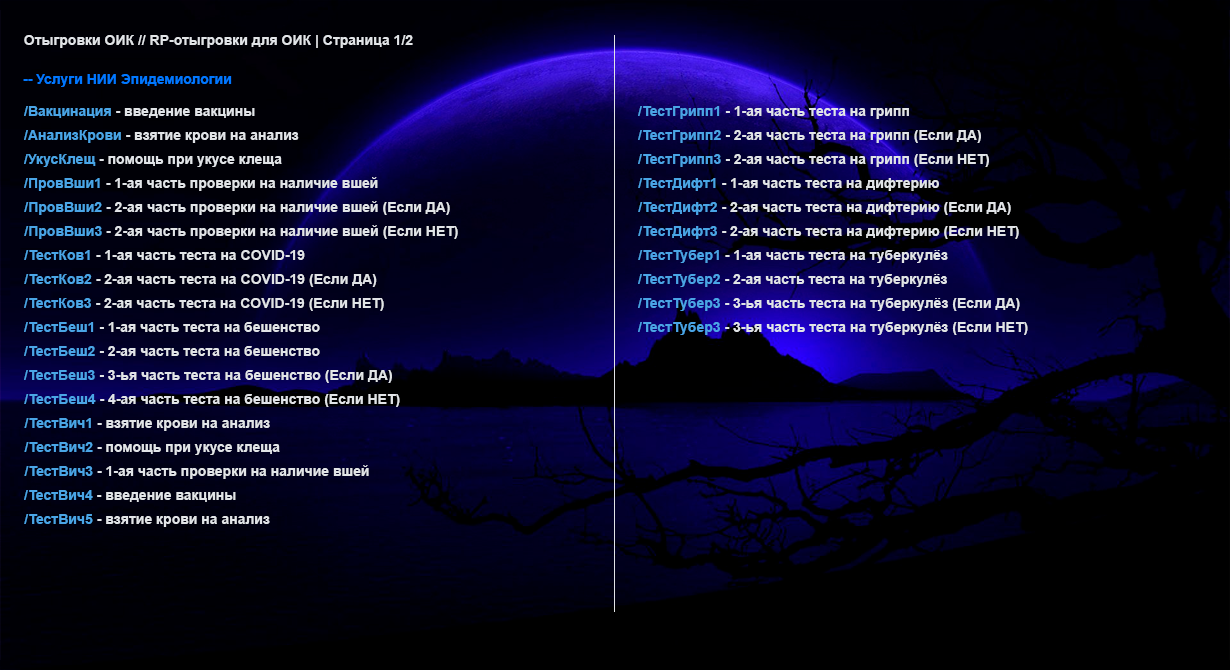 Отыгровки ОИК // RP-отыгровки для ОИК | Страница 1/2
-- Услуги НИИ Эпидемиологии
/Вакцинация - введение вакцины
/АнализКрови - взятие крови на анализ
/УкусКлещ - помощь при укусе клеща
/ПровВши1 - 1-ая часть проверки на наличие вшей
/ПровВши2 - 2-ая часть проверки на наличие вшей (Если ДА)
/ПровВши3 - 2-ая часть проверки на наличие вшей (Если НЕТ)
/ТестКов1 - 1-ая часть теста на COVID-19
/ТестКов2 - 2-ая часть теста на COVID-19 (Если ДА)
/ТестКов3 - 2-ая часть теста на COVID-19 (Если НЕТ)
/ТестБеш1 - 1-ая часть теста на бешенство
/ТестБеш2 - 2-ая часть теста на бешенство
/ТестБеш3 - 3-ья часть теста на бешенство (Если ДА)
/ТестБеш4 - 4-ая часть теста на бешенство (Если НЕТ)
/ТестВич1 - взятие крови на анализ
/ТестВич2 - помощь при укусе клеща
/ТестВич3 - 1-ая часть проверки на наличие вшей
/ТестВич4 - введение вакцины
/ТестВич5 - взятие крови на анализ
/ТестГрипп1 - 1-ая часть теста на грипп
/ТестГрипп2 - 2-ая часть теста на грипп (Если ДА)
/ТестГрипп3 - 2-ая часть теста на грипп (Если НЕТ)
/ТестДифт1 - 1-ая часть теста на дифтерию
/ТестДифт2 - 2-ая часть теста на дифтерию (Если ДА)
/ТестДифт3 - 2-ая часть теста на дифтерию (Если НЕТ)
/ТестТубер1 - 1-ая часть теста на туберкулёз
/ТестТубер2 - 2-ая часть теста на туберкулёз
/ТестТубер3 - 3-ья часть теста на туберкулёз (Если ДА)
/ТестТубер3 - 3-ья часть теста на туберкулёз (Если НЕТ)